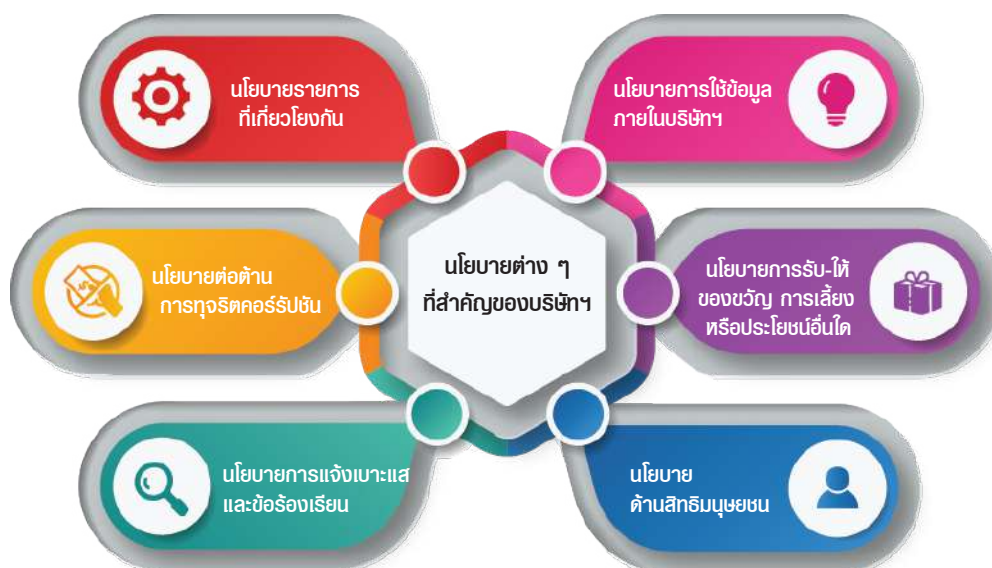 นโยบายรายการ
ที่เกี่ยวโยงกัน
นโยบายการใช้ข้อมูล
ภายในบริษัทฯ
นโยบายต่อต้าน
การทุจริตคอร์รัปชัน
นโยบายต่าง ๆ
ที่สำคัญของบริษัทฯ
นโยบายการรับ-ให้
ของขวัญ การเลี้ยง
หรือประโยชน์อื่นใด
นโยบายการแจ้งเบาะแส
และข้อร้องเรียน
นโยบาย
ด้านสิทธิมนุษยชน